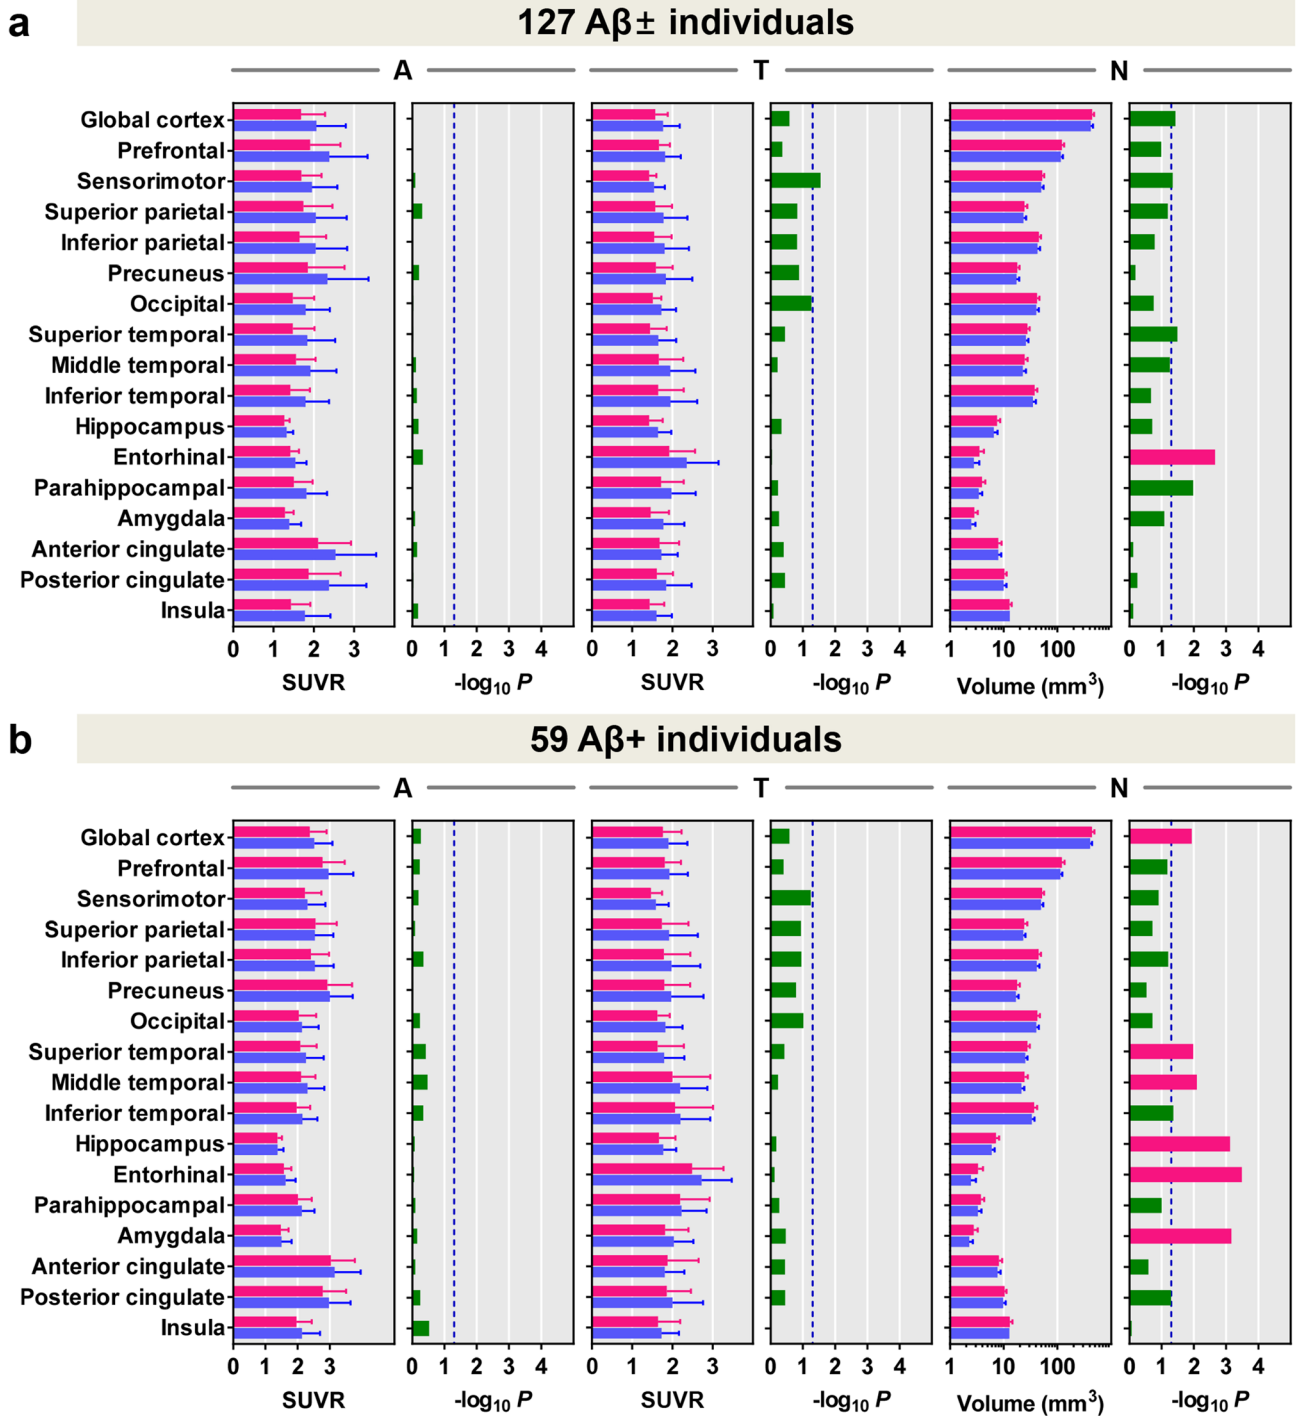 a
127 Aβ± individuals
A T N
Global cortex
Prefrontal
Sensorimotor
Superior parietal
Inferior parietal
Precuneus
Occipital
Superior temporal
Middle temporal
Inferior temporal
Hippocampus
Entorhinal
Parahippocampal
Amygdala
Anterior cingulate
Posterior cingulate
Insula
0 1 2 3 0 1 2 3 4 0 1 2 3 0 1 2 3 4 1 10 100 0 1 2 3 4
SUVR -log10 P SUVR -log10 P Volume (mm³) -log10 P
b
59 Aβ+ individuals
A T N
Global cortex
Prefrontal
Sensorimotor
Superior parietal
Inferior parietal
Precuneus
Occipital
Superior temporal
Middle temporal
Inferior temporal
Hippocampus
Entorhinal
Parahippocampal
Amygdala
Anterior cingulate
Posterior cingulate
Insula
0 1 2 3 0 1 2 3 4 0 1 2 3 0 1 2 3 4 1 10 100 0 1 2 3 4
SUVR -log10 P SUVR -log10 P Volume (mm³) -log10 P